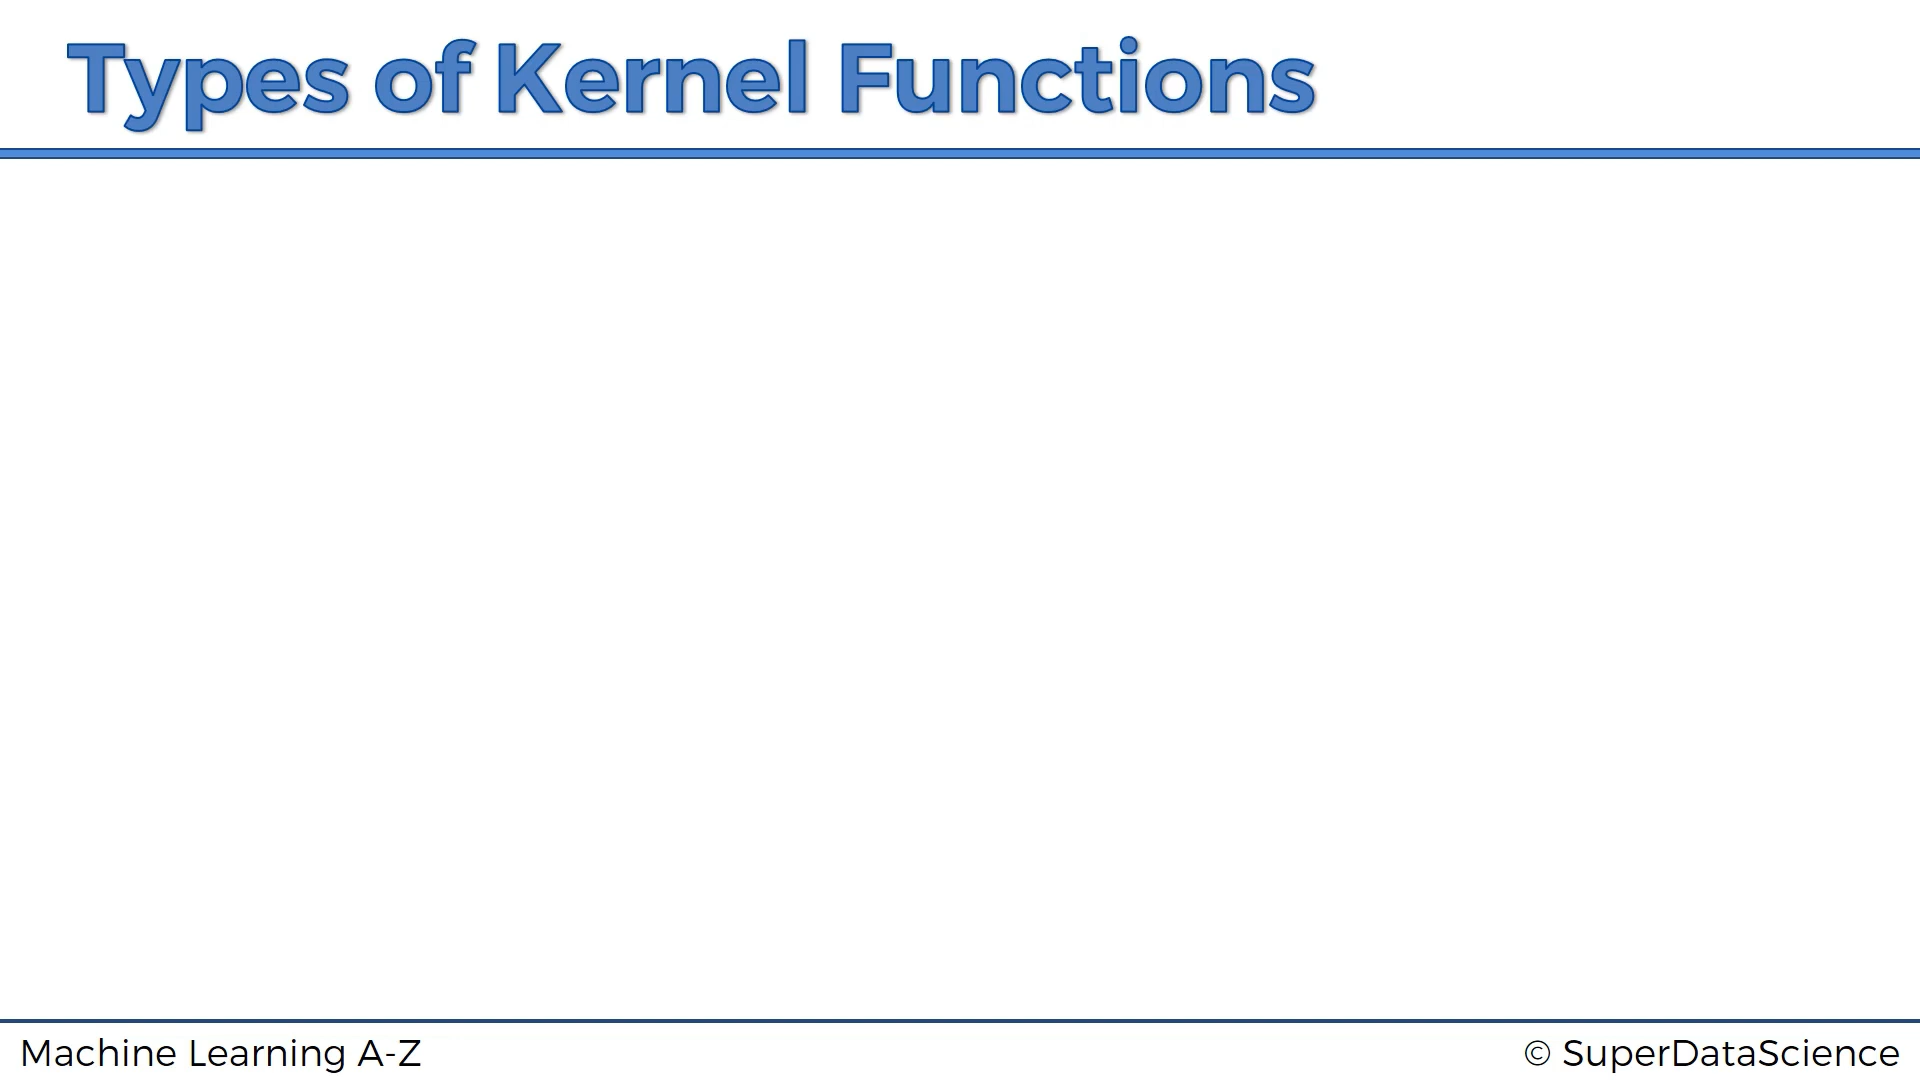 Types of Kernel Functions
Machine Learning A-Z
© SuperDataScience